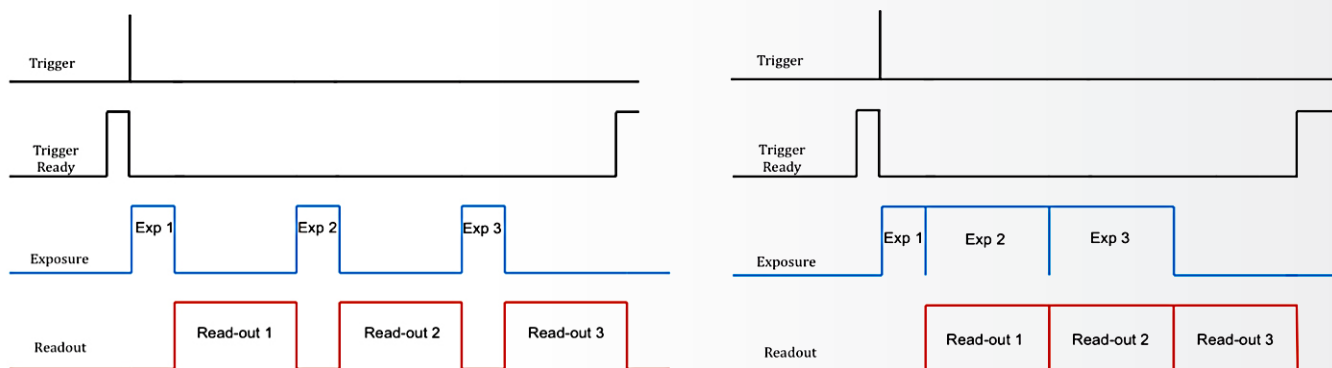 Trigger
Trigger
Ready
Exp 1
Exp 2
Exp 3
Exposure
Read-out 1
Read-out 2
Read-out 3
Readout
Trigger
Trigger
Ready
Exp 1
Exp 2
Exp 3
Exposure
Read-out 1
Read-out 2
Read-out 3
Readout